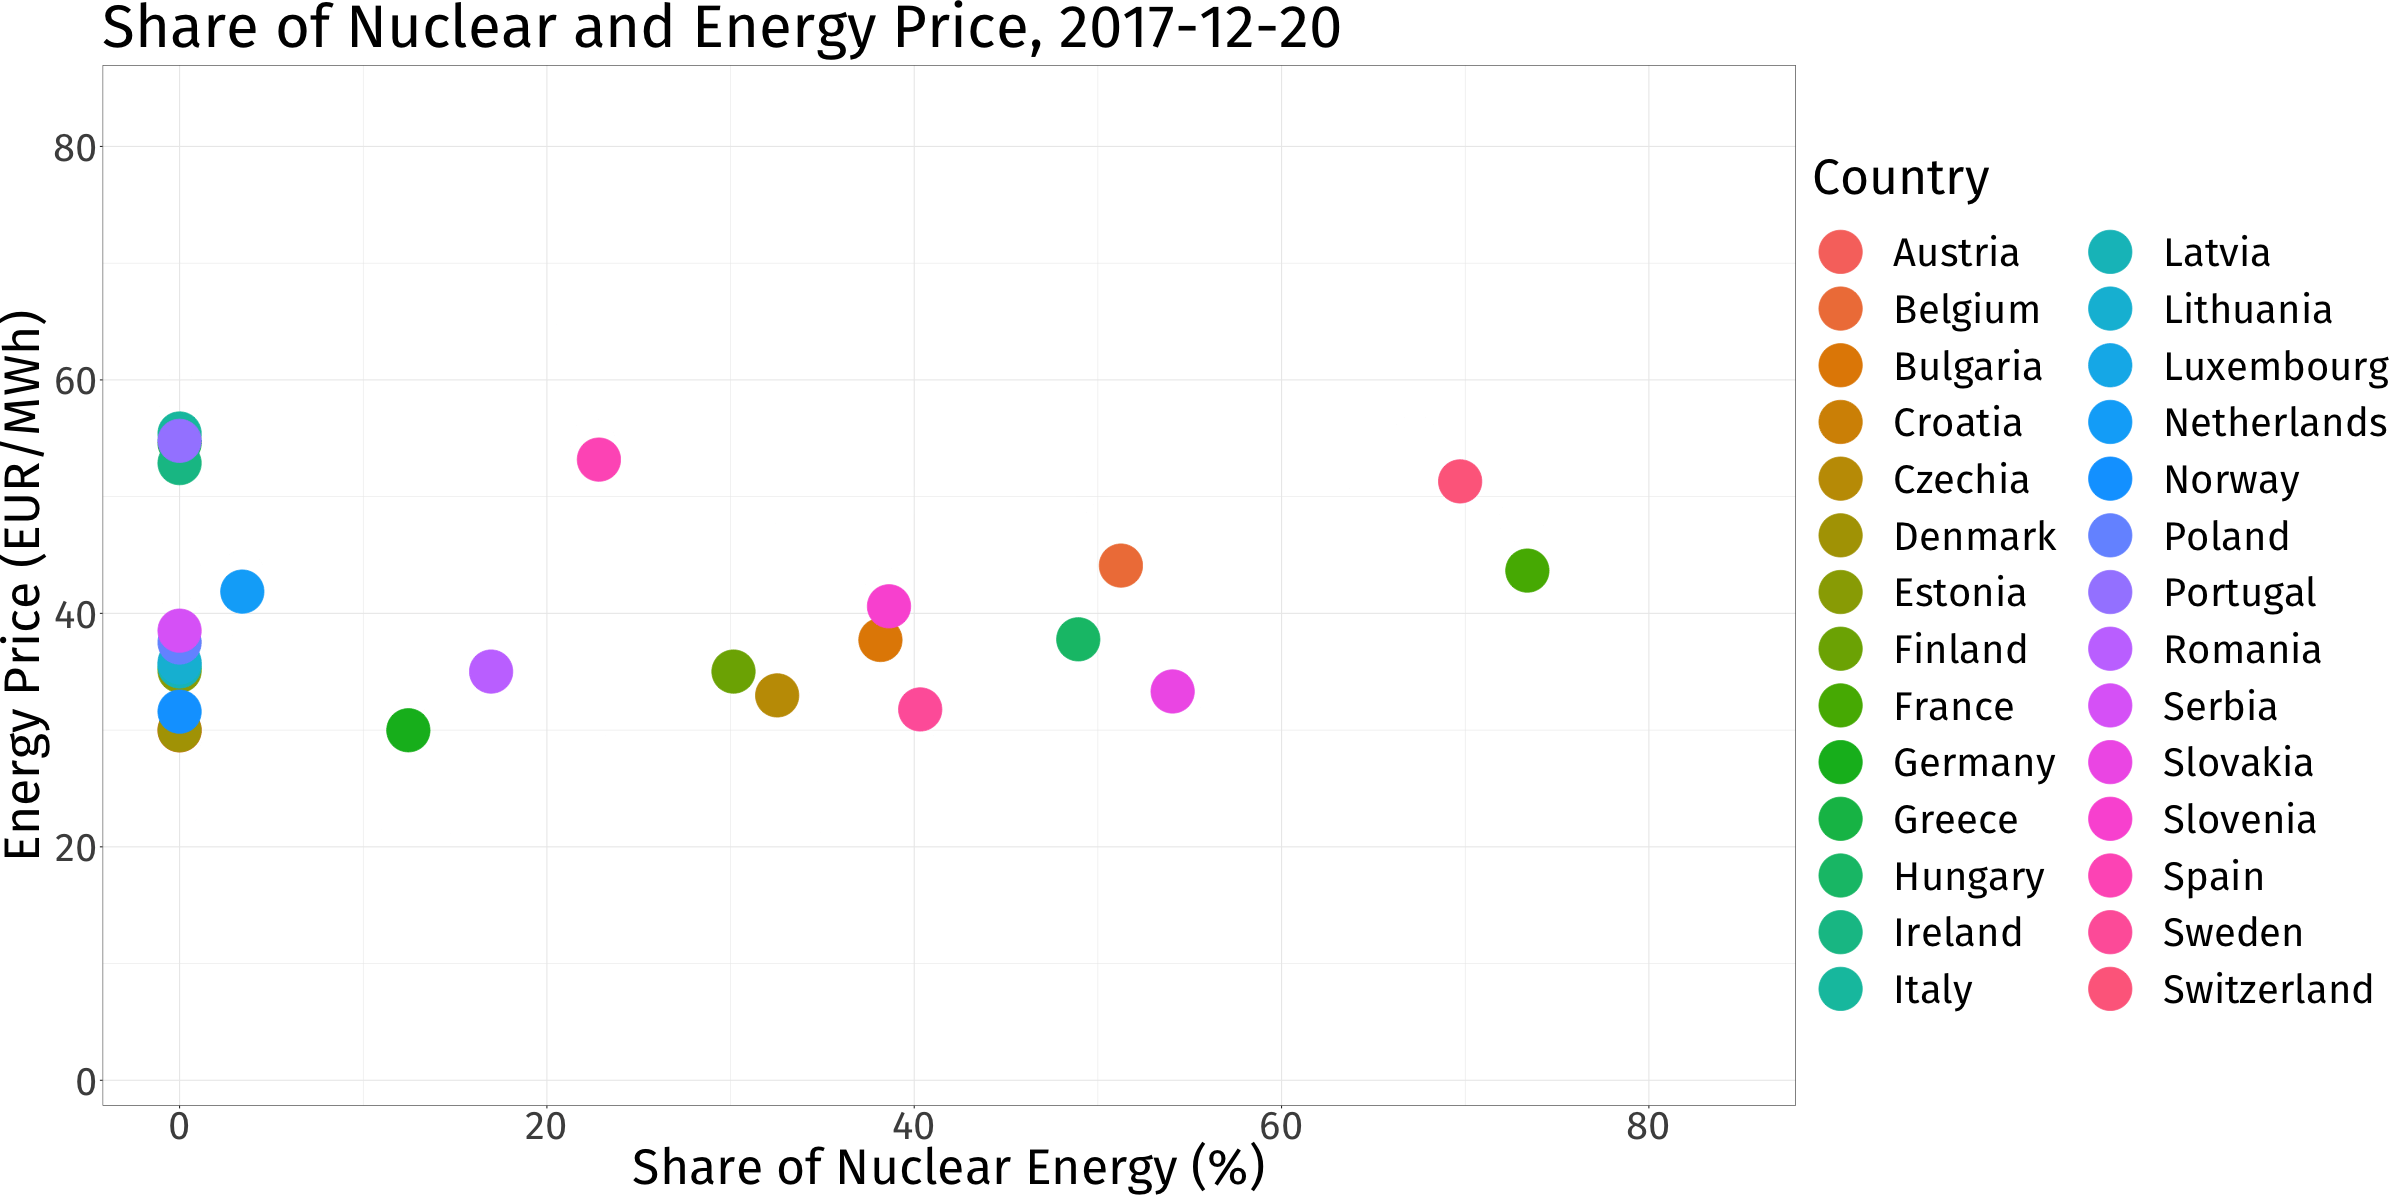 Share of Nuclear and Energy Price, 2017-12-20
Energy Price (EUR/MWh)
80
60
40
20
0
0 20 40 60 80
Share of Nuclear Energy (%)
Country
Austria
Belgium
Bulgaria
Croatia
Czechia
Denmark
Estonia
Finland
France
Germany
Greece
Hungary
Ireland
Italy
Latvia
Lithuania
Luxembourg
Netherlands
Norway
Poland
Portugal
Romania
Serbia
Slovakia
Slovenia
Spain
Sweden
Switzerland